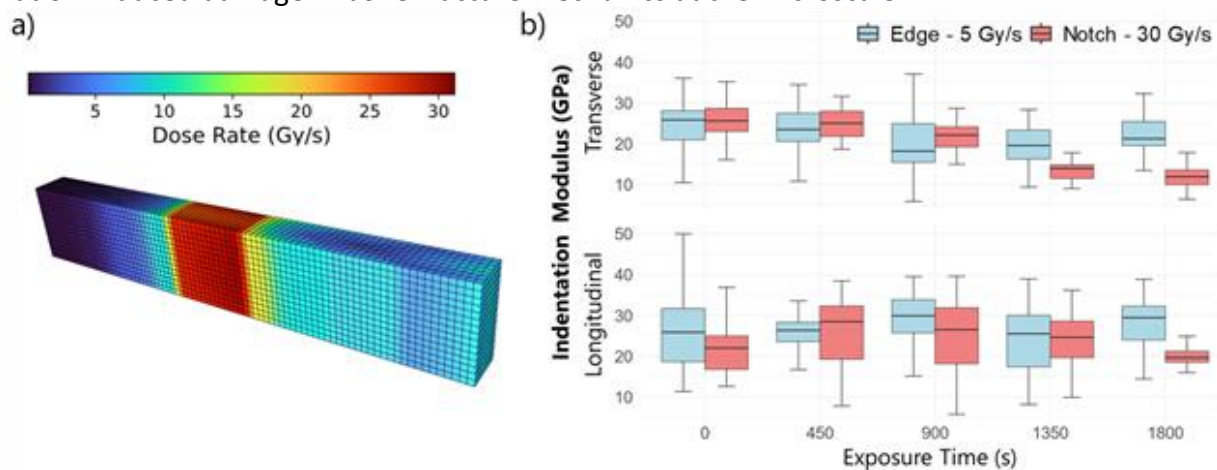 a)
5 10 15 20 25 30
Dose Rate (Gy/s)
b)
Edge - 5 Gy/s Notch - 30 Gy/s
Indentation Modulus (GPa)
Transverse
50
40
30
20
10
Longitudinal
50
40
30
20
10
0 450 900 1350 1800
Exposure Time (s)